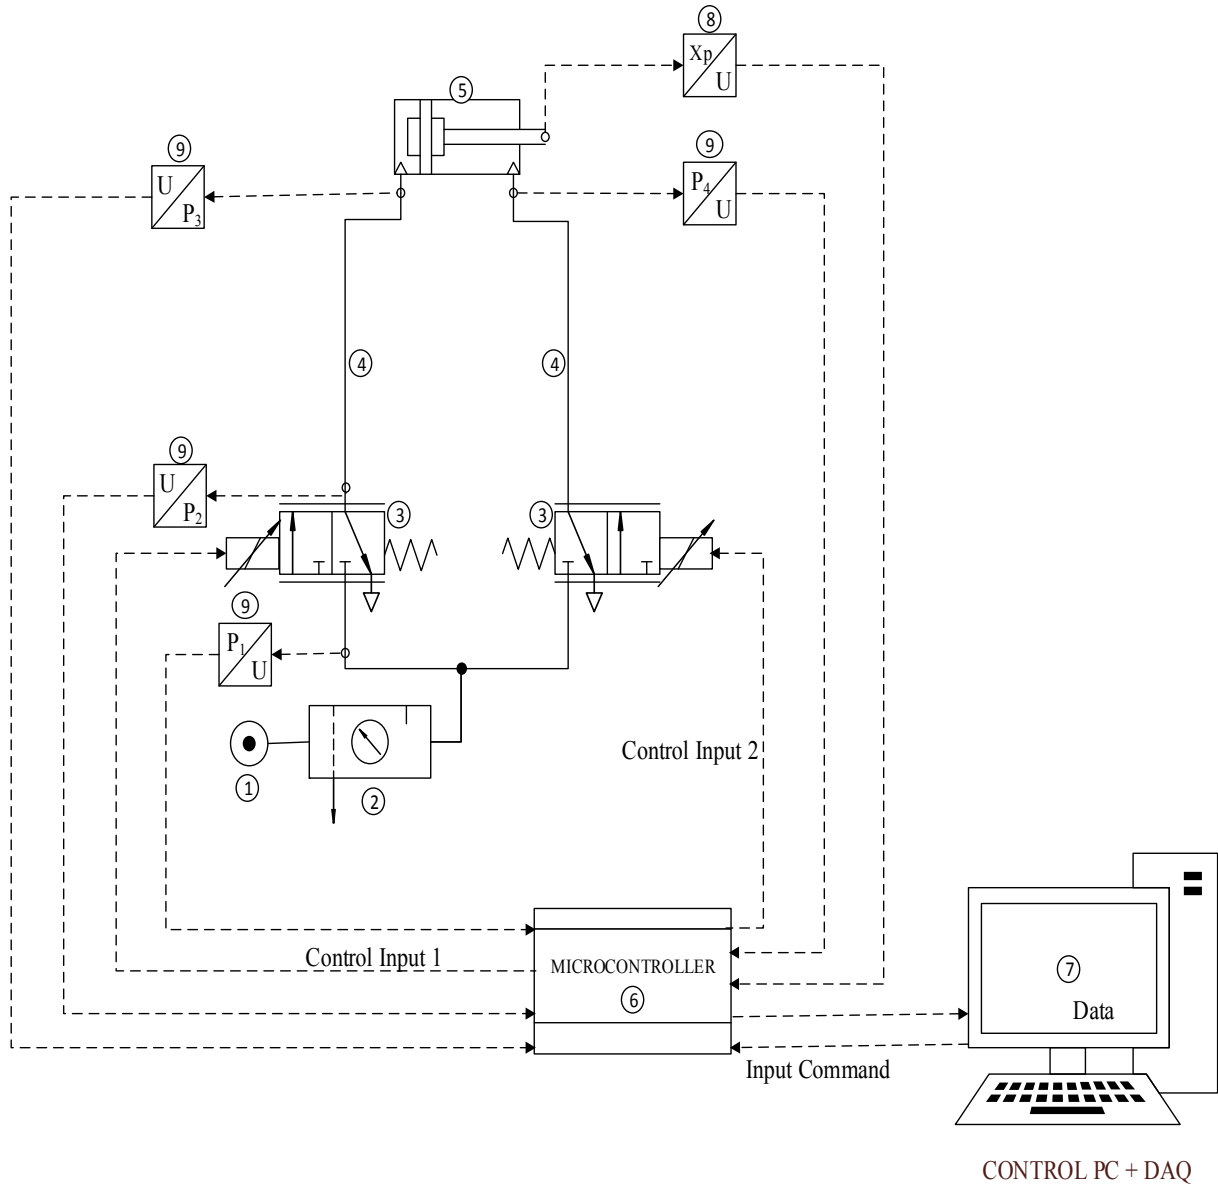 8
Xp
U
5
9
U
P3
9
P4
U
4
4
9
U
P2
3
3
9
P1
U
1
2
Control Input 2
Control Input 1
MICROCONTROLLER
6
7
Data
Input Command
CONTROL PC + DAQ